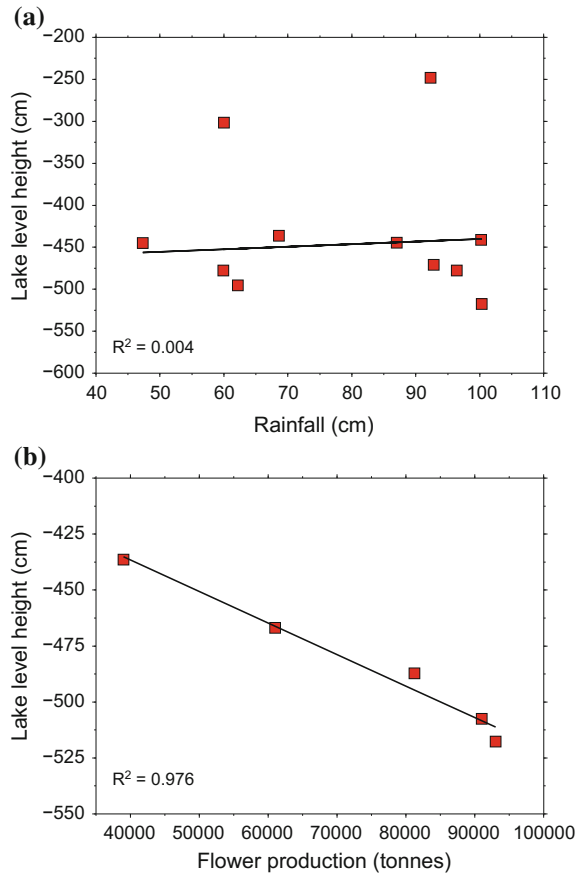 (a)
−200
−250
−300
−350
−400
−450
−500
−550
−600
Lake level height (cm)
R² = 0.004
40 50 60 70 80 90 100 110
Rainfall (cm)
(b)
−400
−425
−450
−475
−500
−525
−550
Lake level height (cm)
R² = 0.976
40000 50000 60000 70000 80000 90000 100000
Flower production (tonnes)